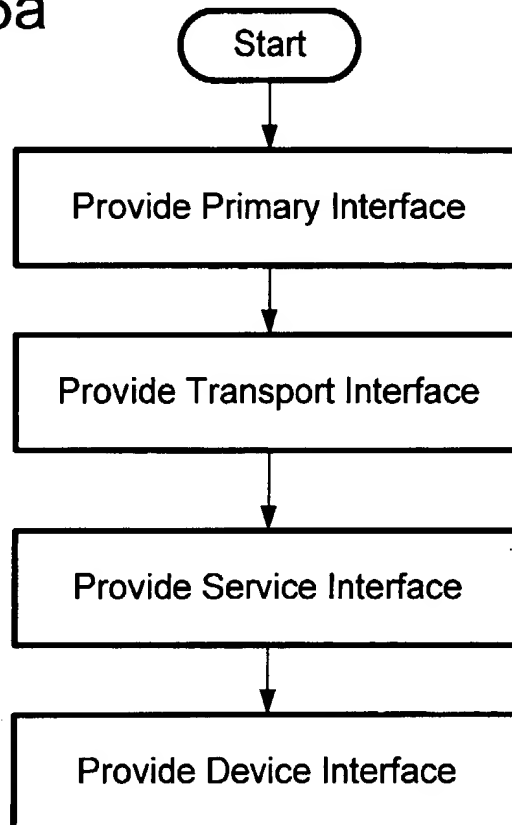 Start
Provide Primary Interface
Provide Transport Interface
Provide Service Interface
Provide Device Interface